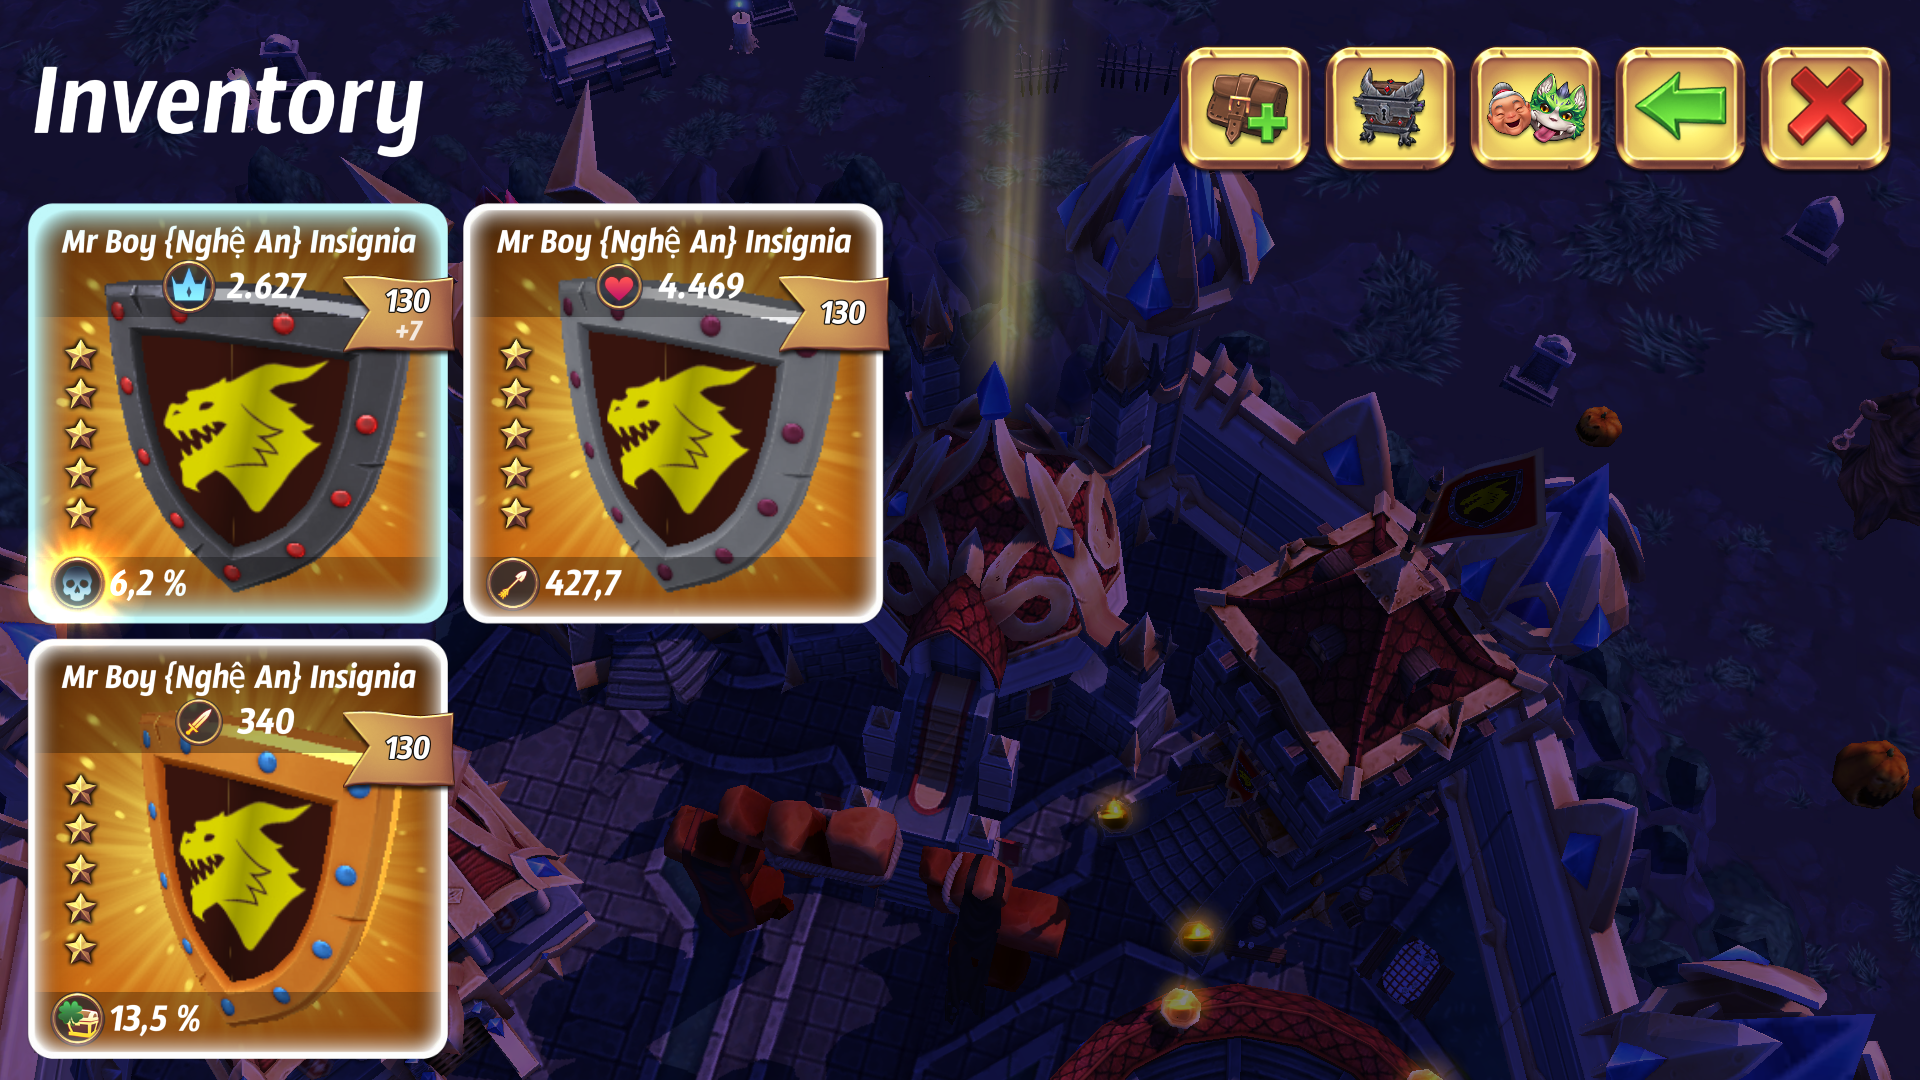 Inventory
Mr Boy {Nghệ An} Insignia
2.627
130
+7
6,2 %
Mr Boy {Nghệ An} Insignia
4.469
130
427,7
Mr Boy {Nghệ An} Insignia
340
130
13,5 %